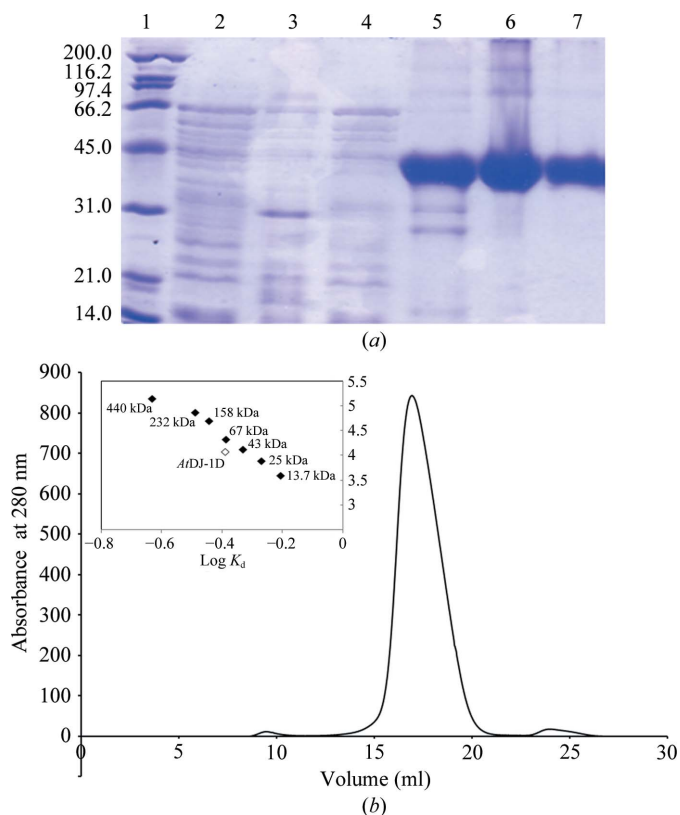 1 2 3 4 5 6 7
200.0
116.2
97.4
66.2
45.0
31.0
21.0
14.0
(a)
900
800
700
600
500
400
300
200
100
0
Absorbance at 280 nm
5.5
5
4.5
4
3.5
3
440 kDa
232 kDa
158 kDa
67 kDa
43 kDa
25 kDa
13.7 kDa
AtDJ-1D
−0.8 −0.6 −0.4 −0.2 0
Log Kd
0 5 10 15 20 25 30
Volume (ml)
(b)